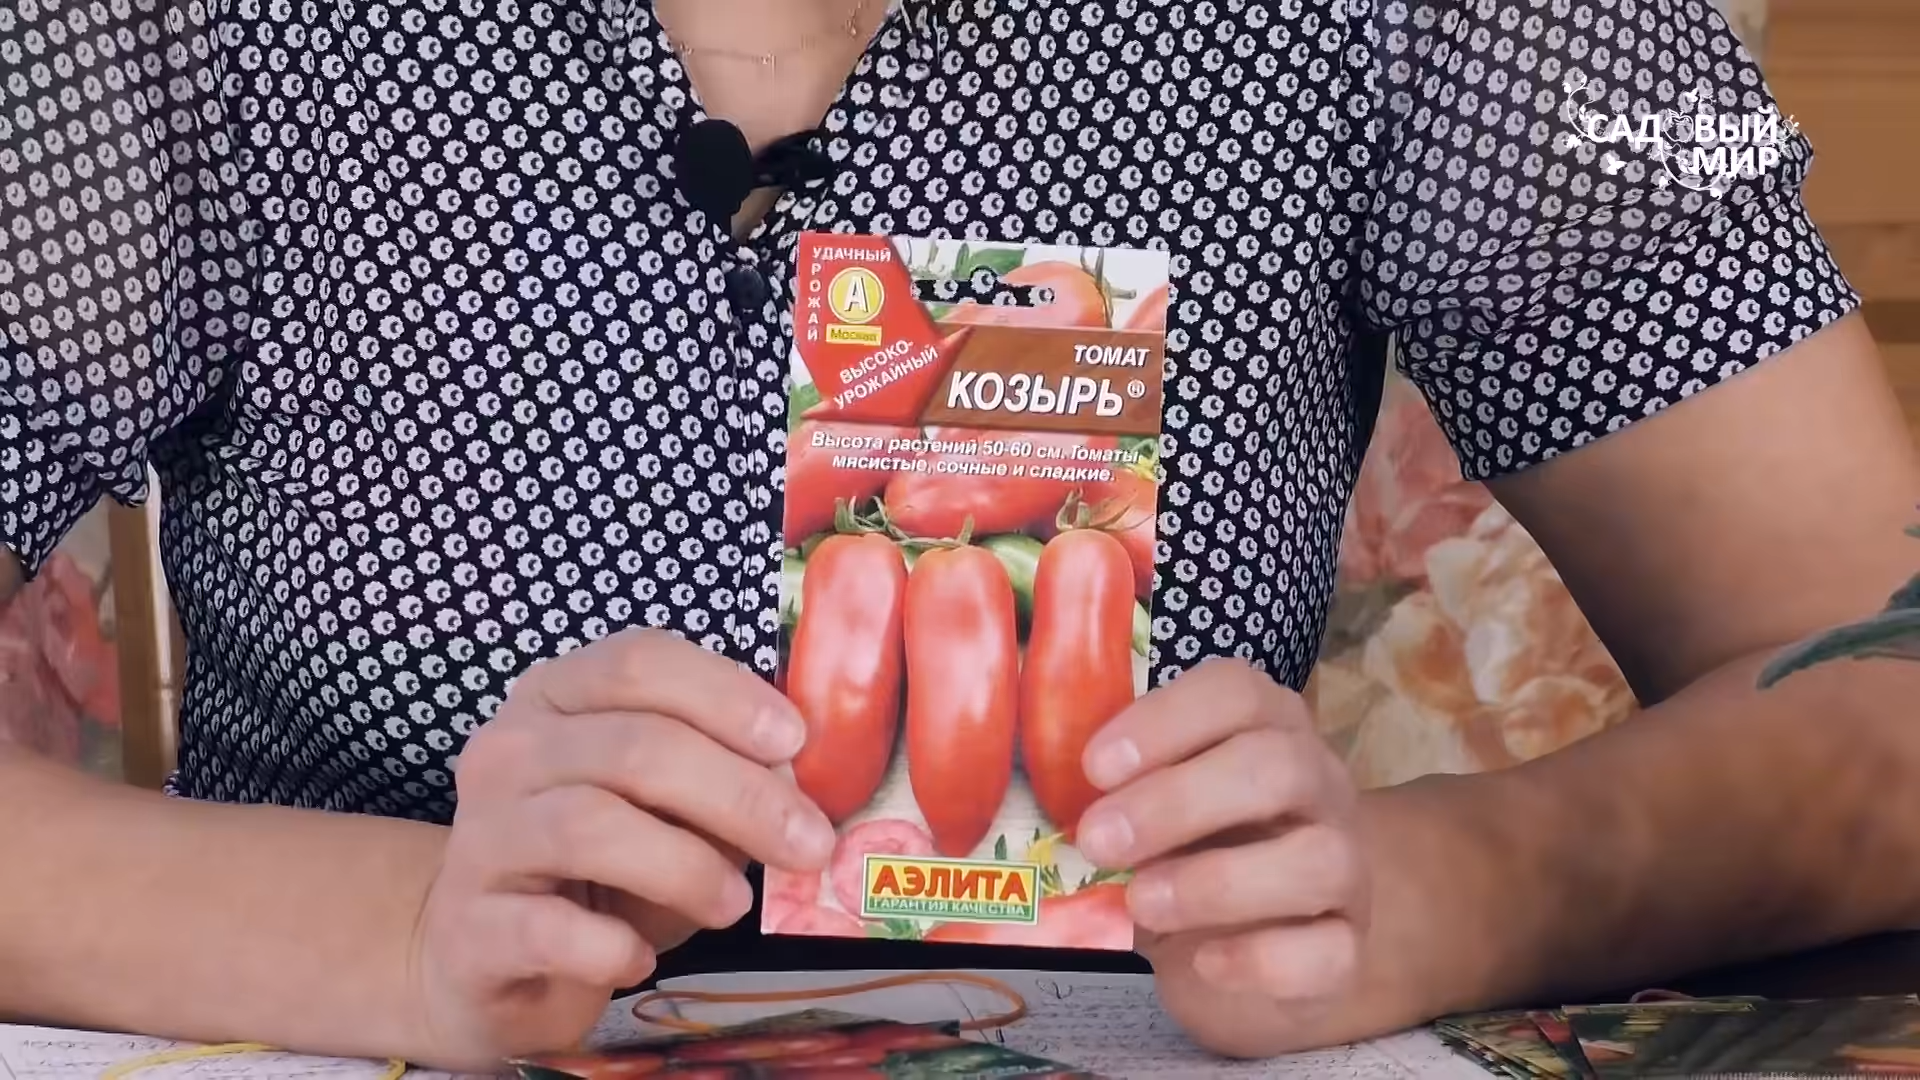 САДОВЫЙ
МИР
УДАЧНЫЙ
УРОЖАЙ
А
Москва
ВЫСОКО-
УРОЖАЙНЫЙ
ТОМАТ
КОЗЫРЬ®
Высота растений 50-60 см. Томаты
мясистые, сочные и сладкие.
АЭЛИТА
ГАРАНТИЯ КАЧЕСТВА